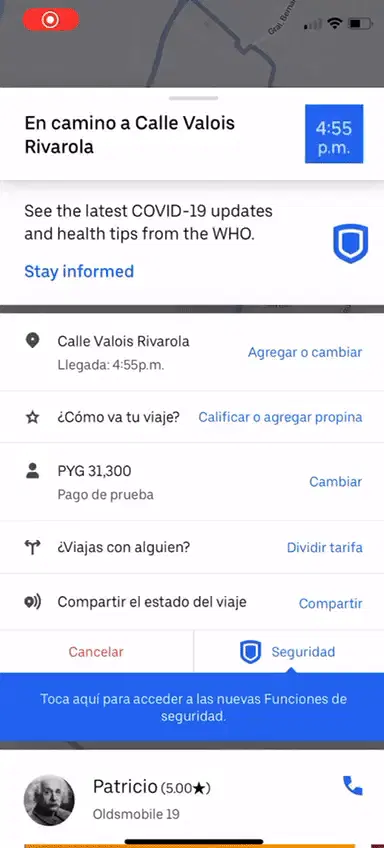 Gral. Bernar
En camino a Calle Valois
Rivarola
4:55
p.m.
See the latest COVID-19 updates
and health tips from the WHO.
Stay informed
Calle Valois Rivarola
Llegada: 4:55p.m.
Agregar o cambiar
¿Cómo va tu viaje?
Calificar o agregar propina
PYG 31,300
Pago de prueba
Cambiar
¿Viajas con alguien?
Dividir tarifa
Compartir el estado del viaje
Compartir
Cancelar
Seguridad
Toca aquí para acceder a las nuevas Funciones de
seguridad.
Patricio (5.00★)
Oldsmobile 19